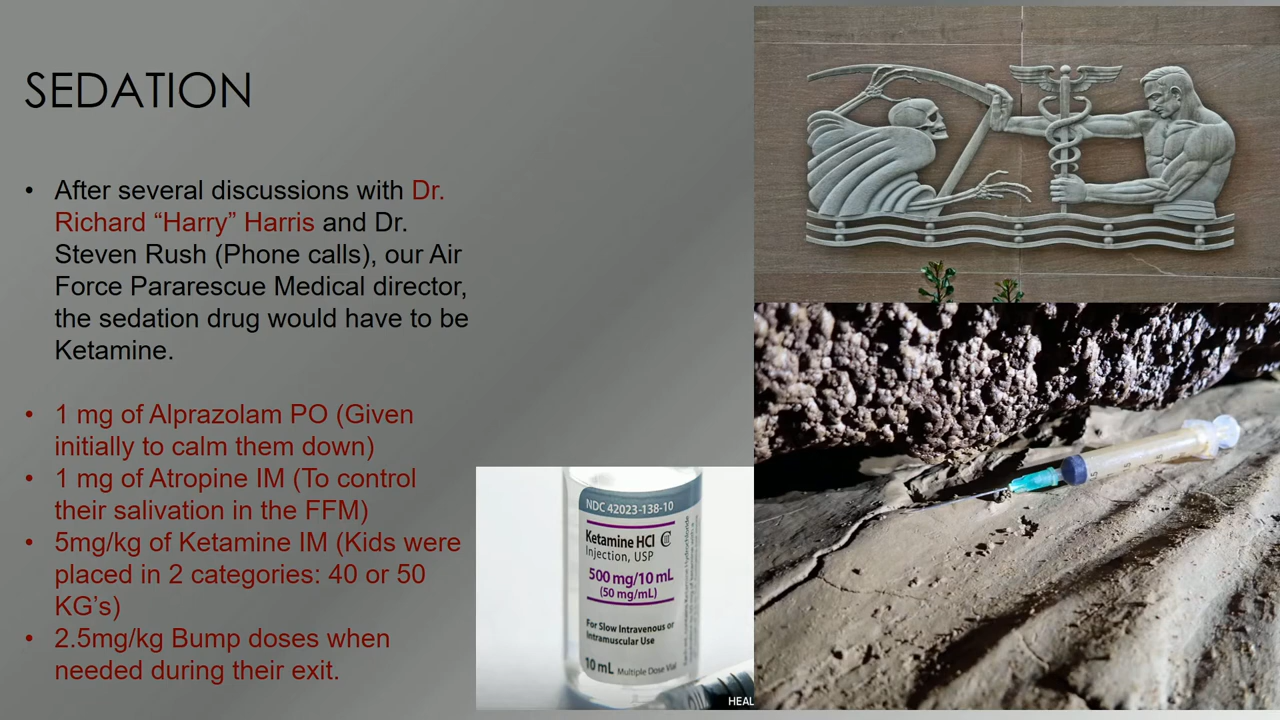 SEDATION
• After several discussions with Dr.
Richard “Harry” Harris and Dr.
Steven Rush (Phone calls), our Air
Force Pararescue Medical director,
the sedation drug would have to be
Ketamine.
• 1 mg of Alprazolam PO (Given
initially to calm them down)
• 1 mg of Atropine IM (To control
their salivation in the FFM)
• 5mg/kg of Ketamine IM (Kids were
placed in 2 categories: 40 or 50
KG’s)
• 2.5mg/kg Bump doses when
needed during their exit.
NDC 42023-138-10
Ketamine HCl CIII
Injection, USP
500 mg/10 mL
(50 mg/mL)
For Slow Intravenous or
Intramuscular Use
10 mL Multiple Dose Vial
HEAL